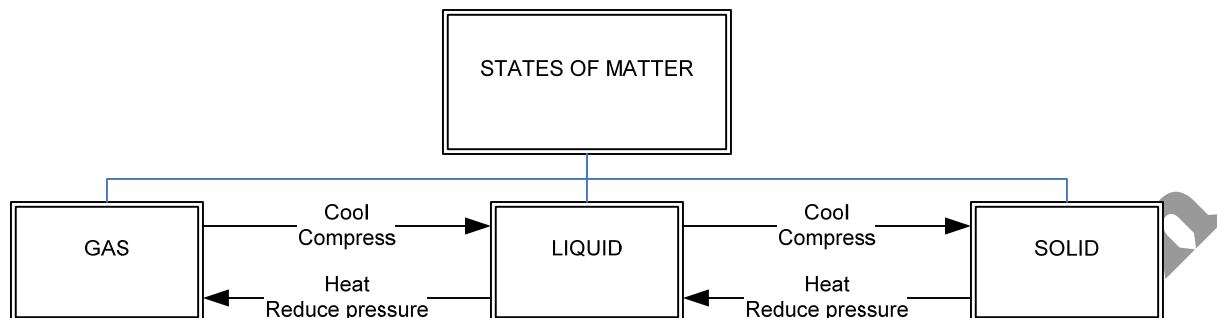 STATES OF MATTER
Cool
Compress
Cool
Compress
GAS
LIQUID
SOLID
Heat
Reduce pressure
Heat
Reduce pressure